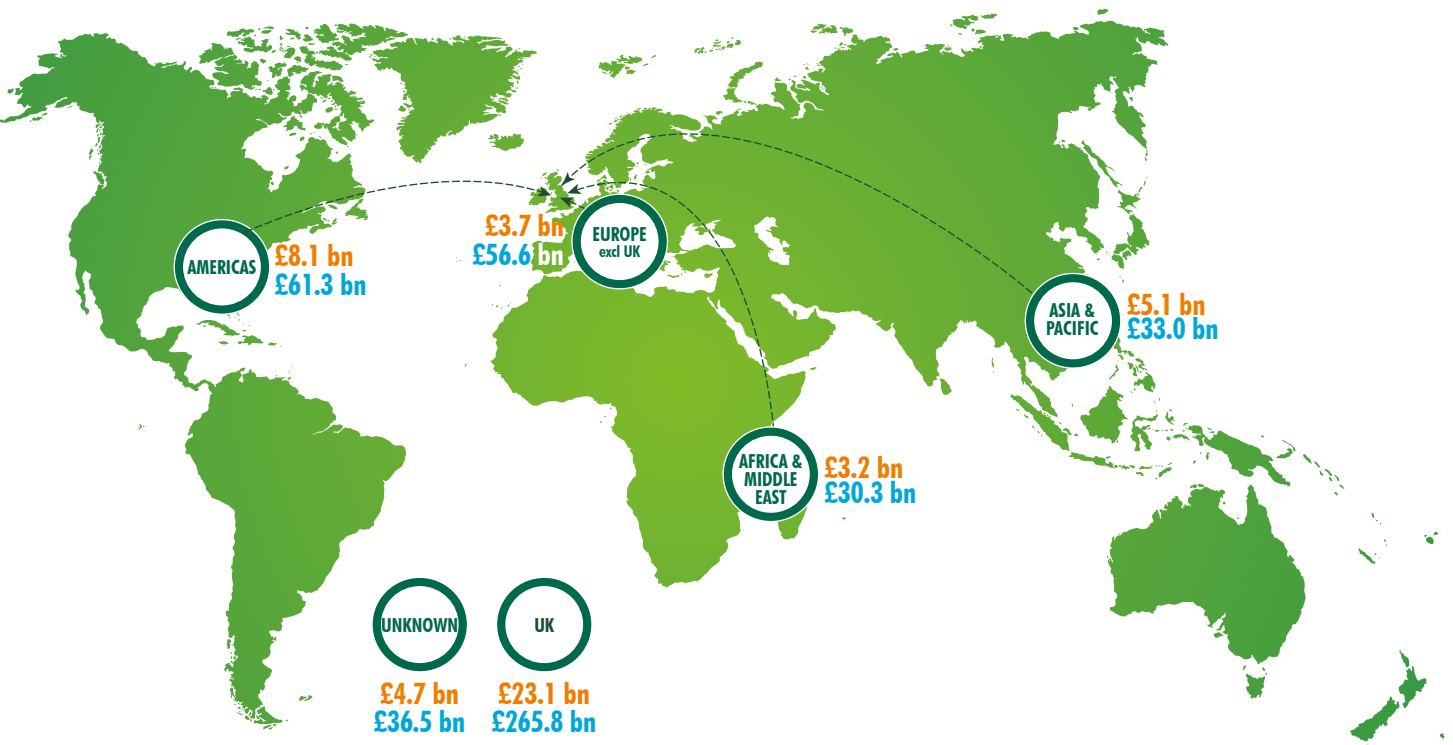 AMERICAS
£8.1 bn
£61.3 bn
£3.7 bn
£56.6 bn
EUROPE
excl UK
ASIA &
PACIFIC
£5.1 bn
£33.0 bn
AFRICA &
MIDDLE
EAST
£3.2 bn
£30.3 bn
UNKNOWN
£4.7 bn
£36.5 bn
UK
£23.1 bn
£265.8 bn